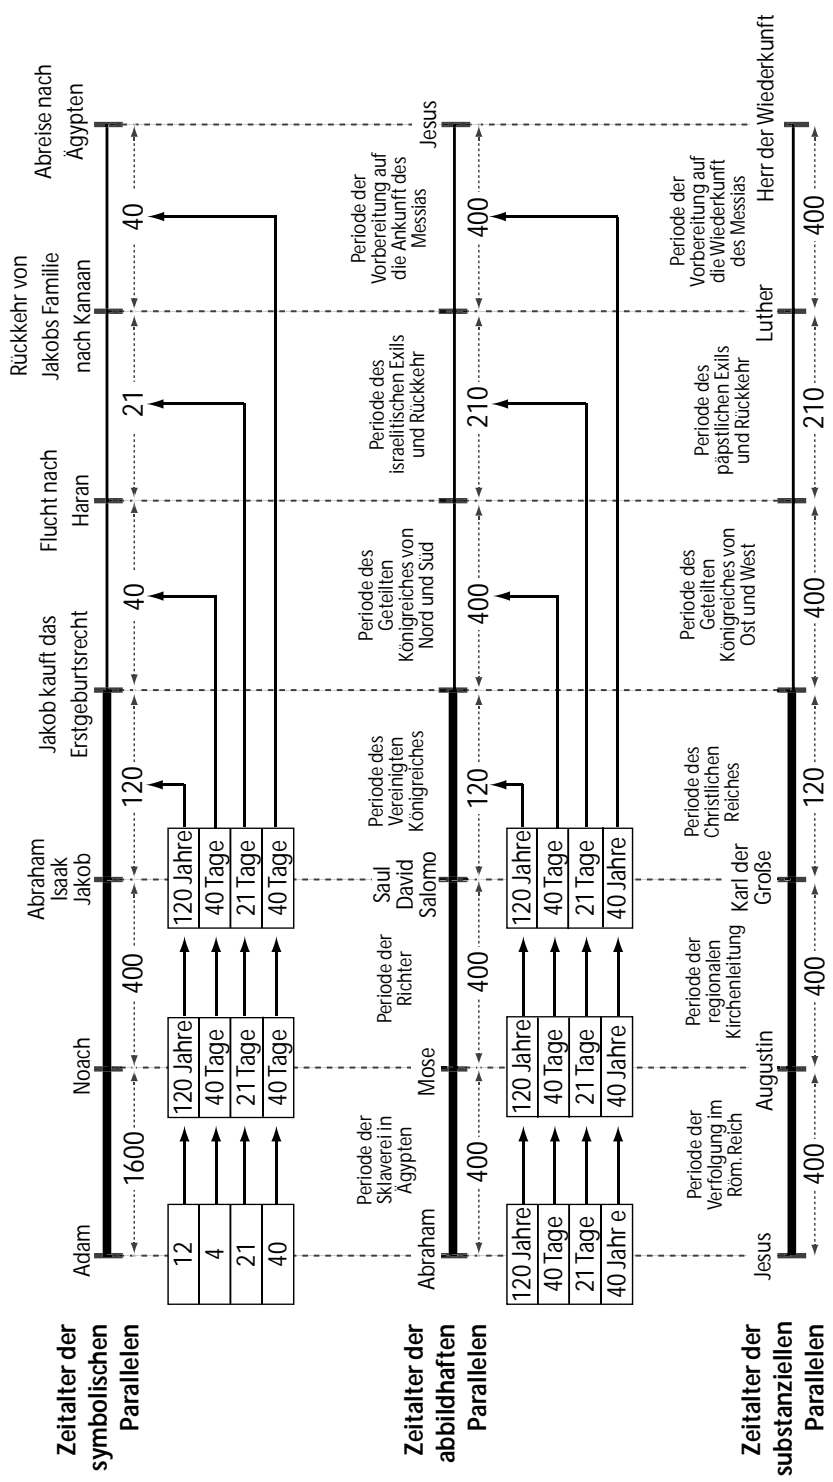 Zeitalter der
symbolischen
Parallelen
Adam
Noach
Abraham
Isaak
Jakob
Jakob kauft das
Erstgeburtsrecht
Flucht nach
Haran
Rückkehr von
Jakobs Familie
nach Kanaan
Abreise nach
Ägypten
1600
400
120
40
21
40
12
4
21
40
120 Jahre
40 Tage
21 Tage
40 Tage
120 Jahre
40 Tage
21 Tage
40 Tage
Zeitalter der
abbildhaften
Parallelen
Periode der
Sklaverei in
Ägypten
Periode der
Richter
Periode des
Vereinigten
Königreiches
Periode des
Geteilten
Königreiches von
Nord und Süd
Periode des
israelitischen Exils
und Rückkehr
Periode der
Vorbereitung auf
die Ankunft des
Messias
Abraham
Mose
Saul
David
Salomo
Jesus
400
400
120
400
210
400
120 Jahre
40 Tage
21 Tage
40 Jahr e
120 Jahre
40 Tage
21 Tage
40 Jahre
120 Jahre
40 Tage
21 Tage
40 Jahre
Zeitalter der
substanziellen
Parallelen
Periode der
Verfolgung im
Röm. Reich
Periode der
regionalen
Kirchenleitung
Periode des
Christlichen
Reiches
Periode des
Geteilten
Königreiches von
Ost und West
Periode des
päpstlichen Exils
und Rückkehr
Periode der
Vorbereitung auf
die Wiederkunft
des Messias
Jesus
Augustin
Karl der
Große
Luther
Herr der Wiederkunft
400
400
120
400
210
400